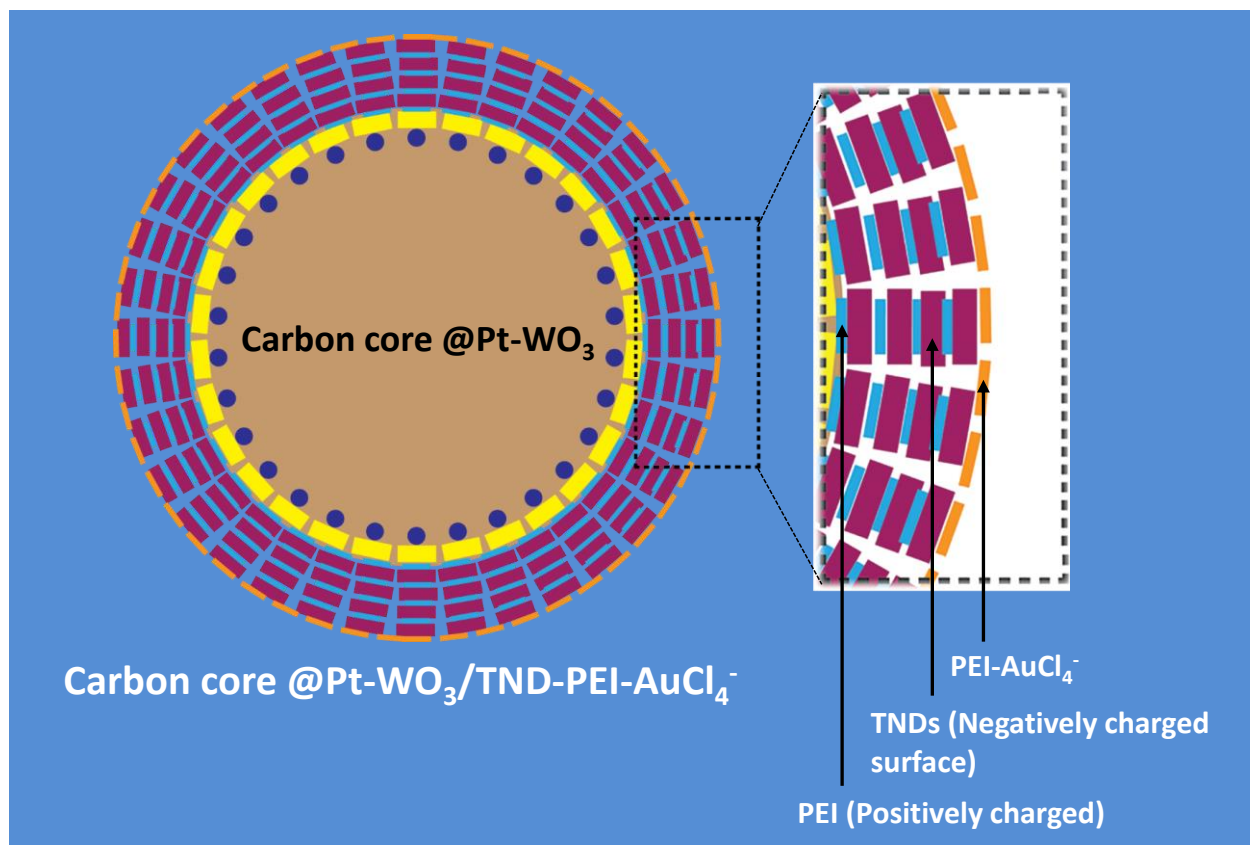 Carbon core @Pt-WO₃
Carbon core @Pt-WO₃/TND-PEI-AuCl₄⁻
PEI-AuCl₄⁻
TNDs (Negatively charged
surface)
PEI (Positively charged)